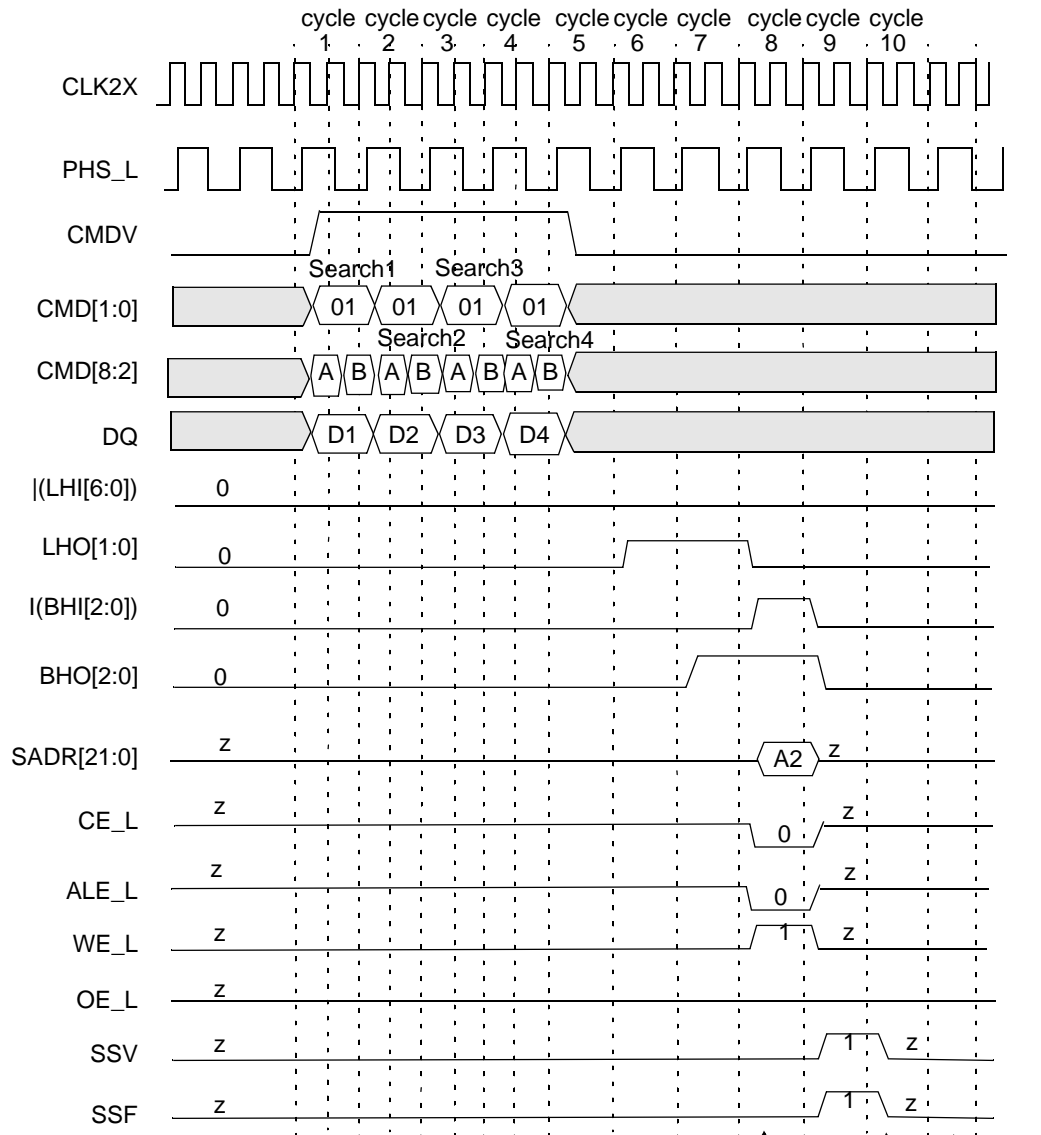 cycle cycle cycle cycle cycle cycle cycle cycle cycle cycle
1 2 3 4 5 6 7 8 9 10
CLK2X
PHS_L
CMDV
Search1 Search3
CMD[1:0] 01 01 01 01
Search2 Search4
CMD[8:2] A B A B A B A B
DQ D1 D2 D3 D4
|(LHI[6:0]) 0
LHO[1:0] 0
I(BHI[2:0]) 0
BHO[2:0] 0
SADR[21:0] z A2 z
CE_L z 0 z
ALE_L z 0 z
WE_L z 1 z
OE_L z
SSV z 1 z
SSF z 1 z